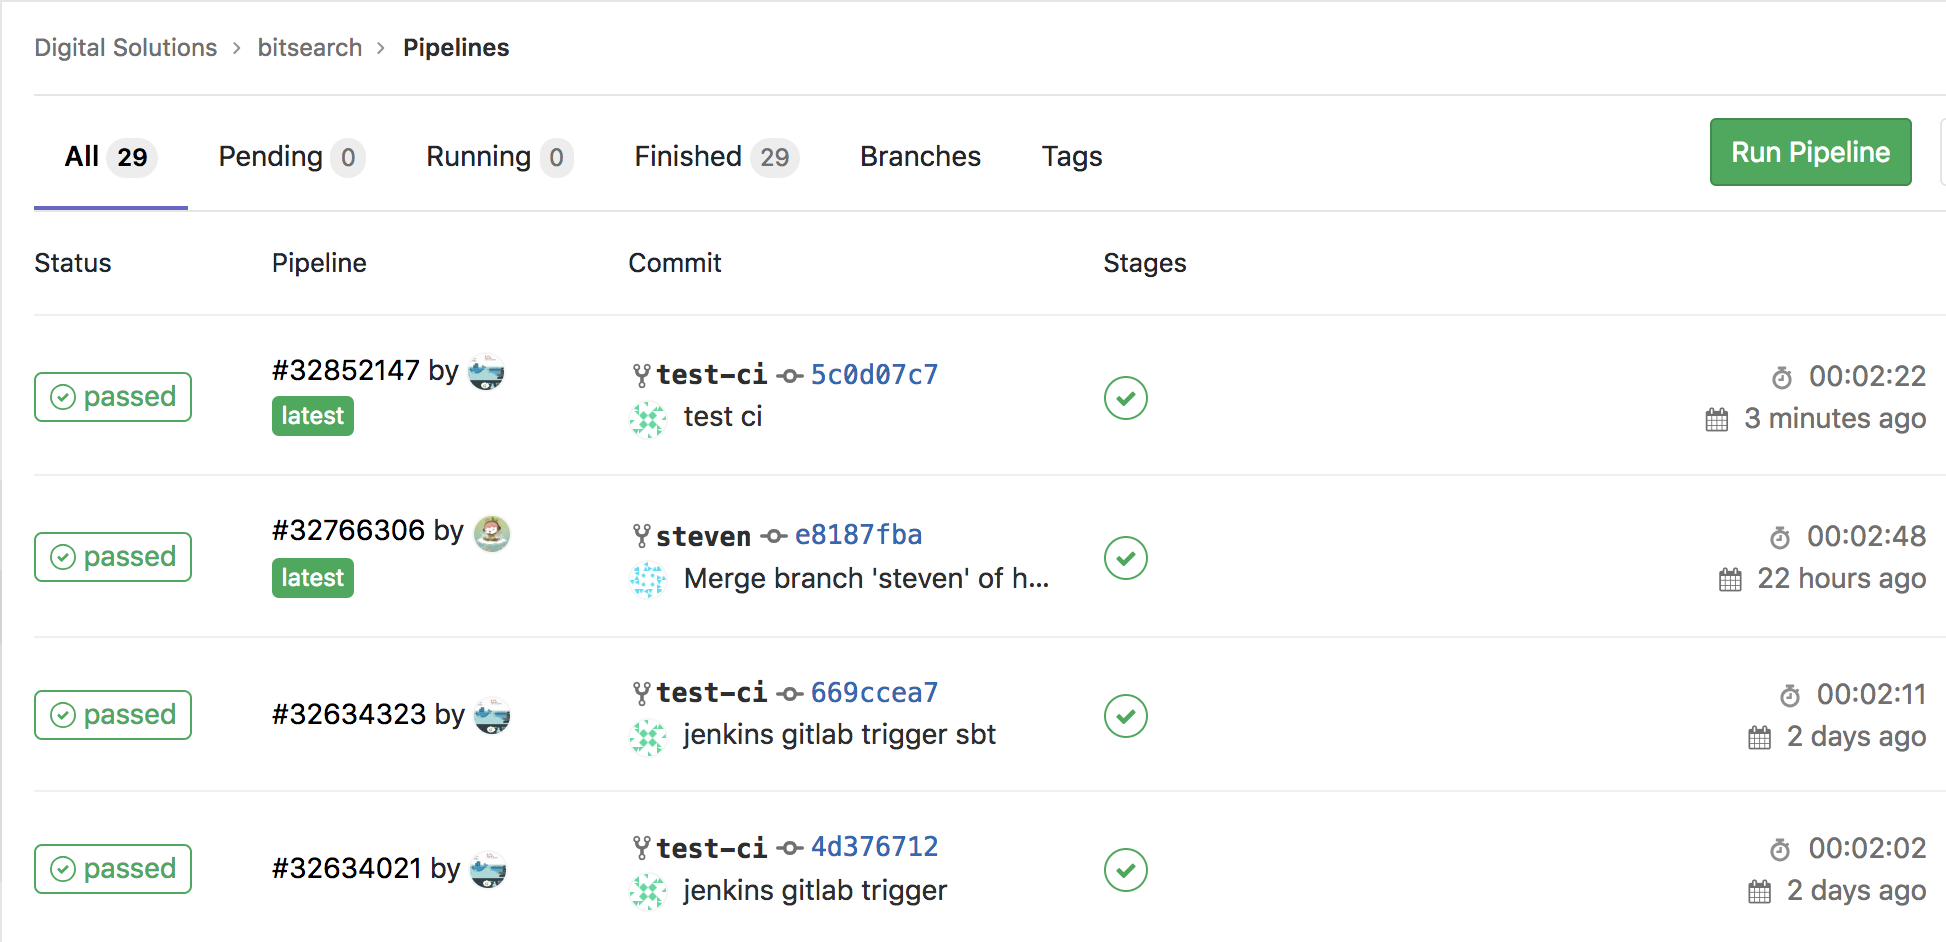 Digital Solutions › bitsearch › Pipelines
All 29 Pending 0 Running 0 Finished 29 Branches Tags Run Pipeline
Status Pipeline Commit Stages
passed #32852147 by latest test-ci 5c0d07c7 test ci 00:02:22 3 minutes ago
passed #32766306 by latest steven e8187fba Merge branch 'steven' of h... 00:02:48 22 hours ago
passed #32634323 by test-ci 669ccea7 jenkins gitlab trigger sbt 00:02:11 2 days ago
passed #32634021 by test-ci 4d376712 jenkins gitlab trigger 00:02:02 2 days ago